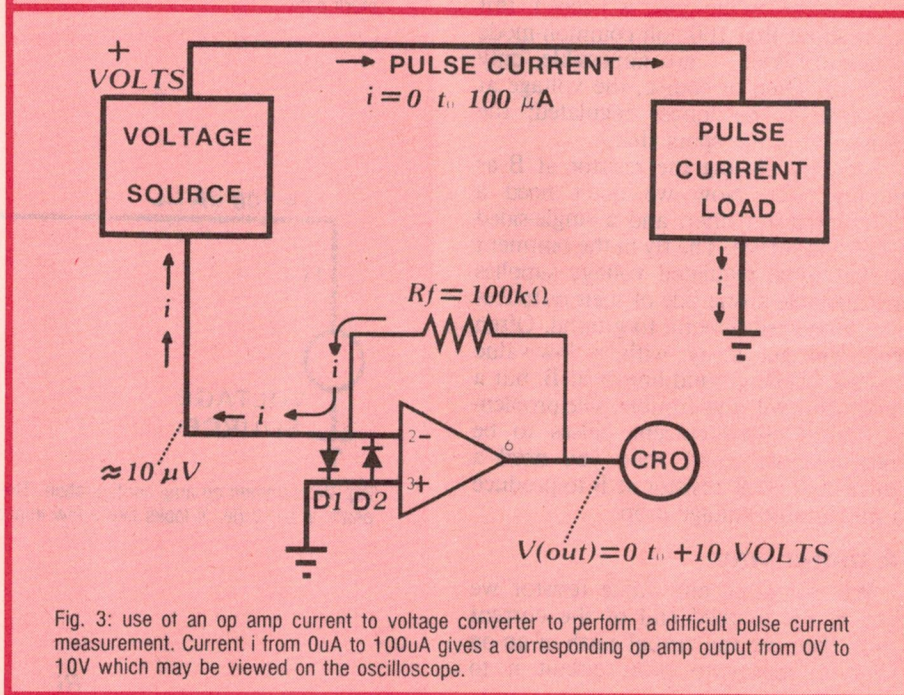 +
VOLTS
→ PULSE CURRENT →
i = 0 to 100 μA
VOLTAGE
SOURCE
PULSE
CURRENT
LOAD
i
i
Rf = 100kΩ
i
i
2-
6
3+
≈ 10 μV
D1 D2
CRO
V(out)=0 to +10 VOLTS
Fig. 3: use of an op amp current to voltage converter to perform a difficult pulse current
measurement. Current i from 0uA to 100uA gives a corresponding op amp output from 0V to
10V which may be viewed on the oscilloscope.